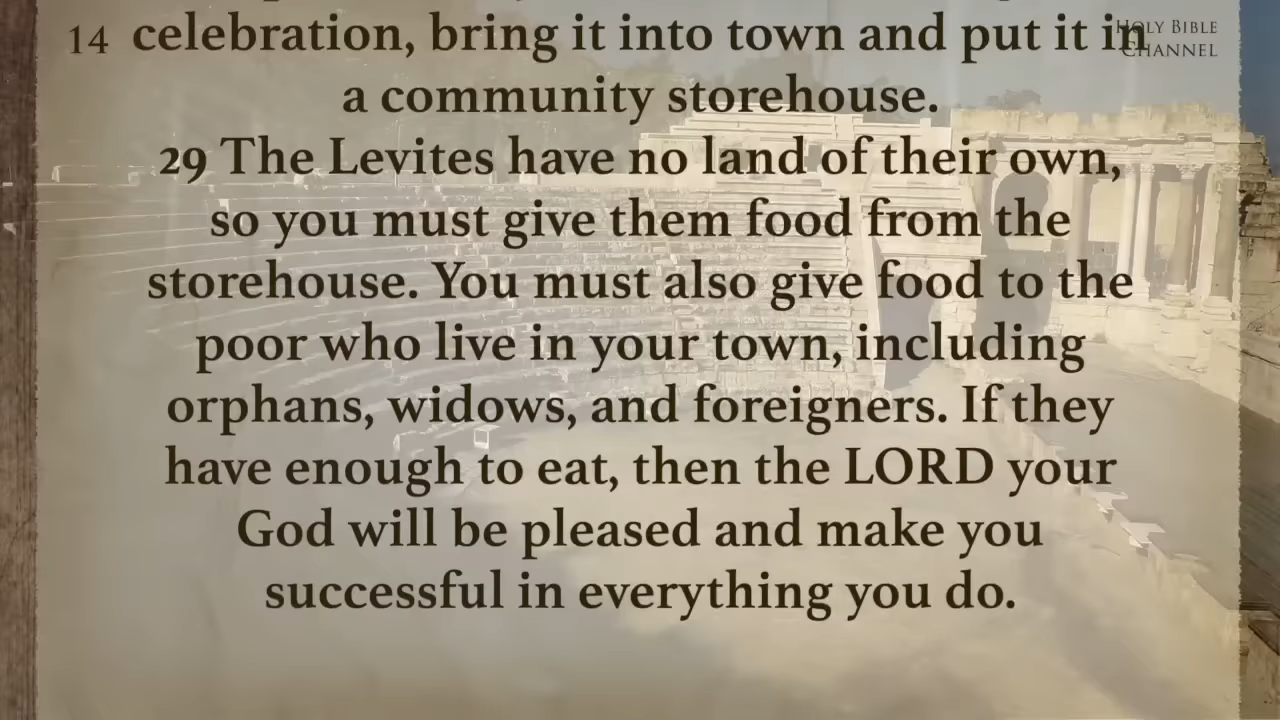 14 celebration, bring it into town and put it in
HOLY BIBLE
CHANNEL
a community storehouse.
29 The Levites have no land of their own,
so you must give them food from the
storehouse. You must also give food to the
poor who live in your town, including
orphans, widows, and foreigners. If they
have enough to eat, then the LORD your
God will be pleased and make you
successful in everything you do.